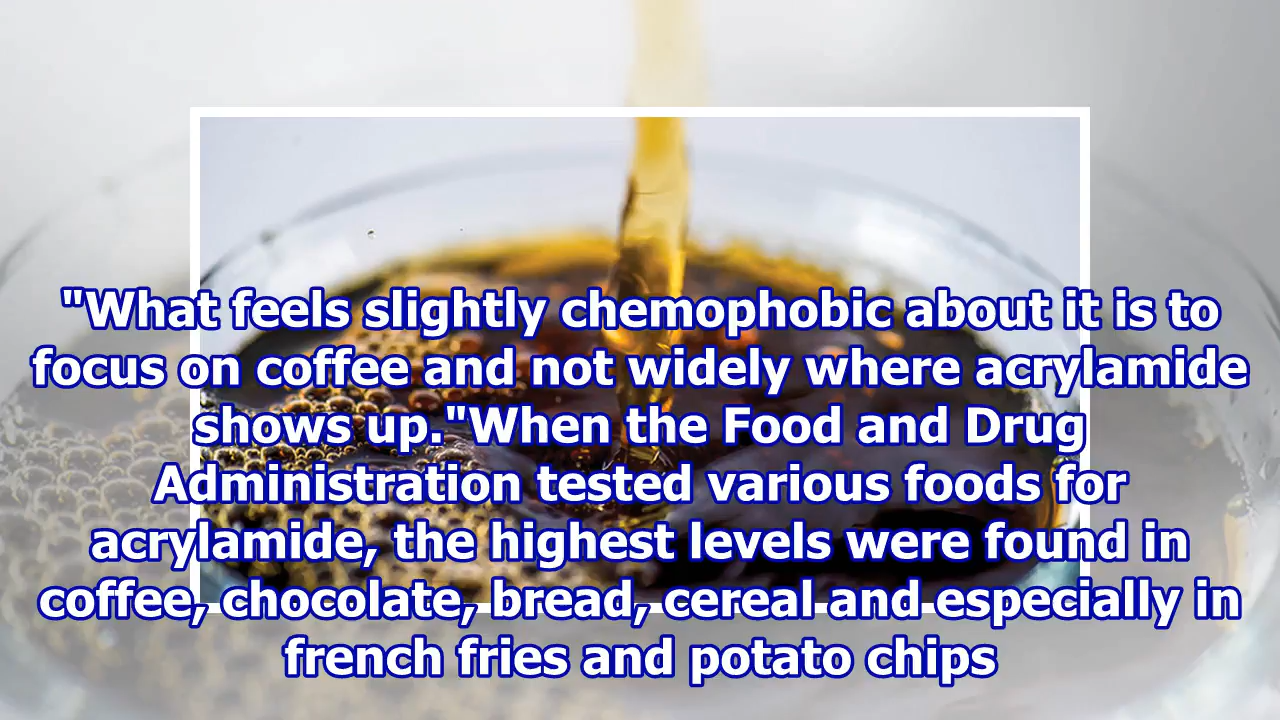 "What feels slightly chemophobic about it is to
focus on coffee and not widely where acrylamide
shows up."When the Food and Drug
Administration tested various foods for
acrylamide, the highest levels were found in
coffee, chocolate, bread, cereal and especially in
french fries and potato chips